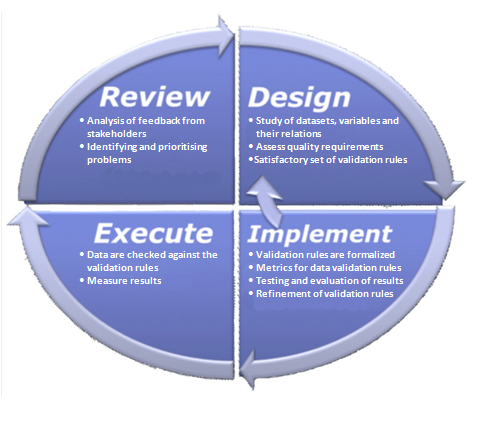 Review
• Analysis of feedback from
stakeholders
• Identifying and prioritising
problems
Design
• Study of datasets, variables and
their relations
• Assess quality requirements
•Satisfactory set of validation rules
Execute
• Data are checked against the
validation rules
• Measure results
Implement
• Validation rules are formalized
• Metrics for data validation rules
• Testing and evaluation of results
• Refinement of validation rules